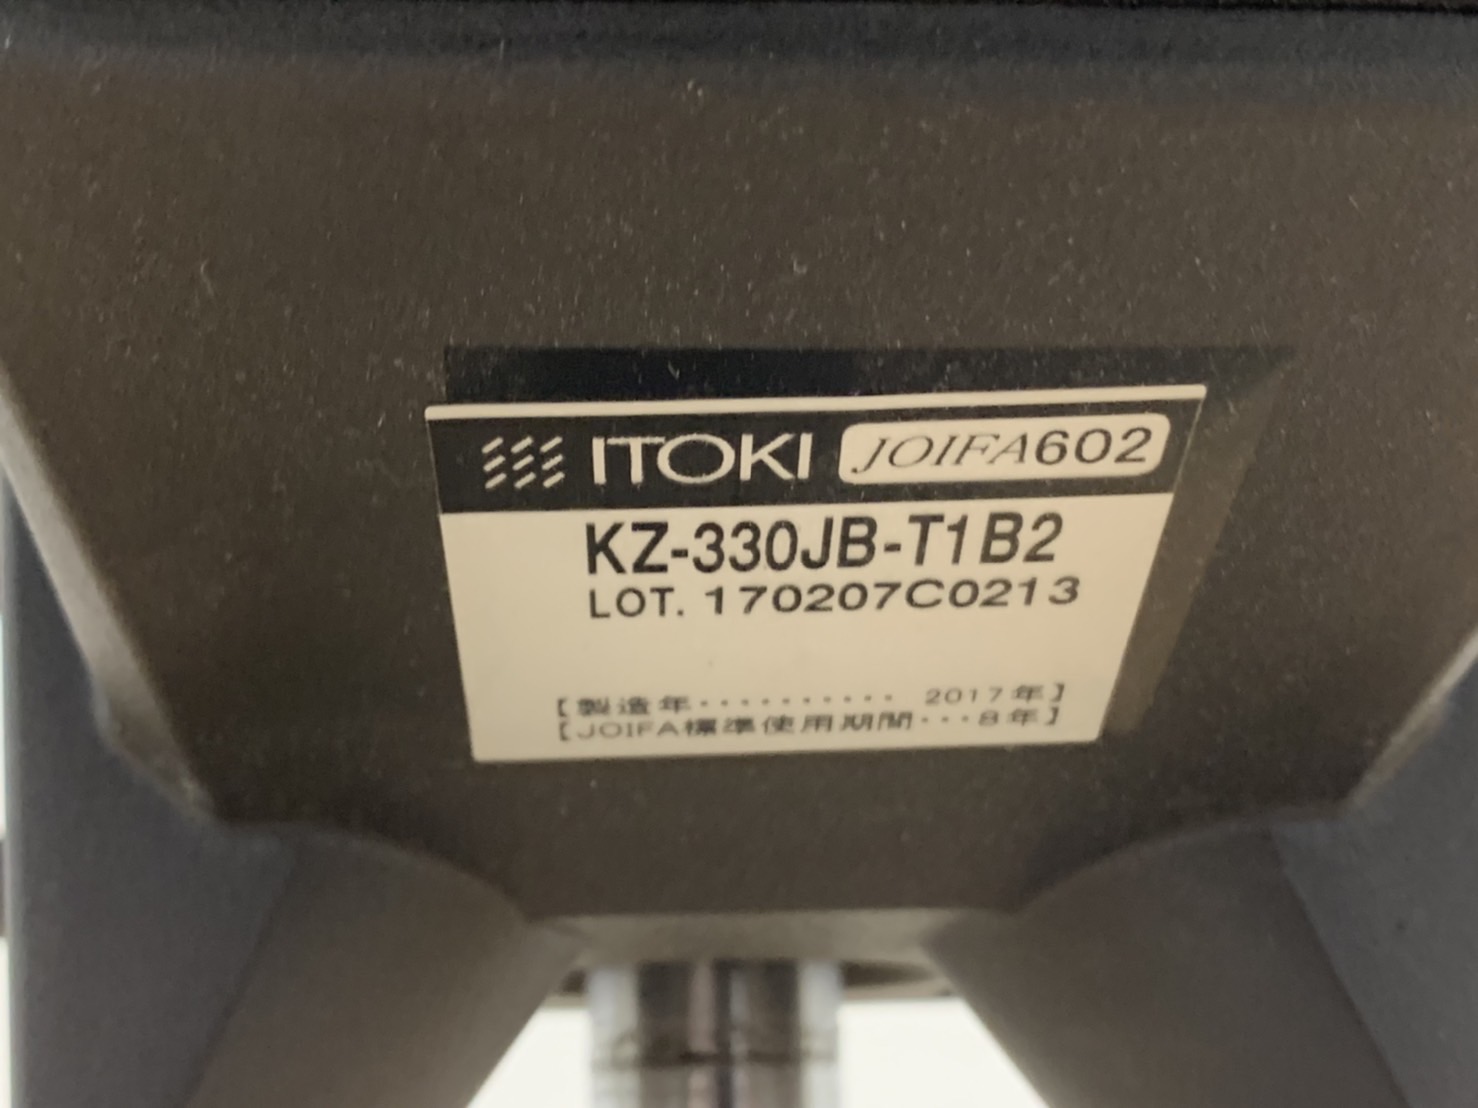 ITOKI JOIFA602
KZ-330JB-T1B2
LOT. 170207C0213
[製造年・・・・・・・・・・ 2017年]
[JOIFA標準使用期間・・・8年]